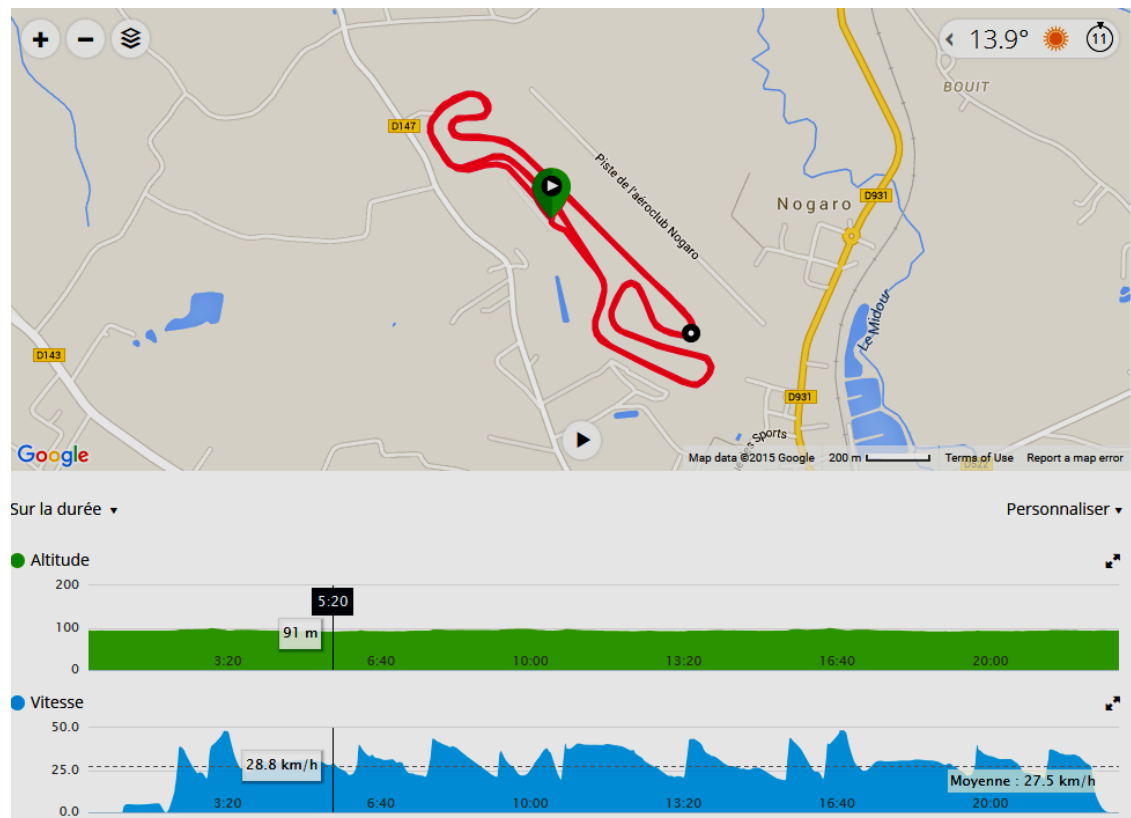 + −
13.9° 11
BOUIT
D147
Piste de l'aéroclub Nogaro
Nogaro
D931
Le Midour
D143
D931
Sports
Google
Map data ©2015 Google 200 m Terms of Use Report a map error
D522
Sur la durée
Personnaliser
Altitude
200
5:20
100
91 m
0
3:20 6:40 10:00 13:20 16:40 20:00
Vitesse
50.0
28.8 km/h
25.0
Moyenne : 27.5 km/h
0.0
3:20 6:40 10:00 13:20 16:40 20:00